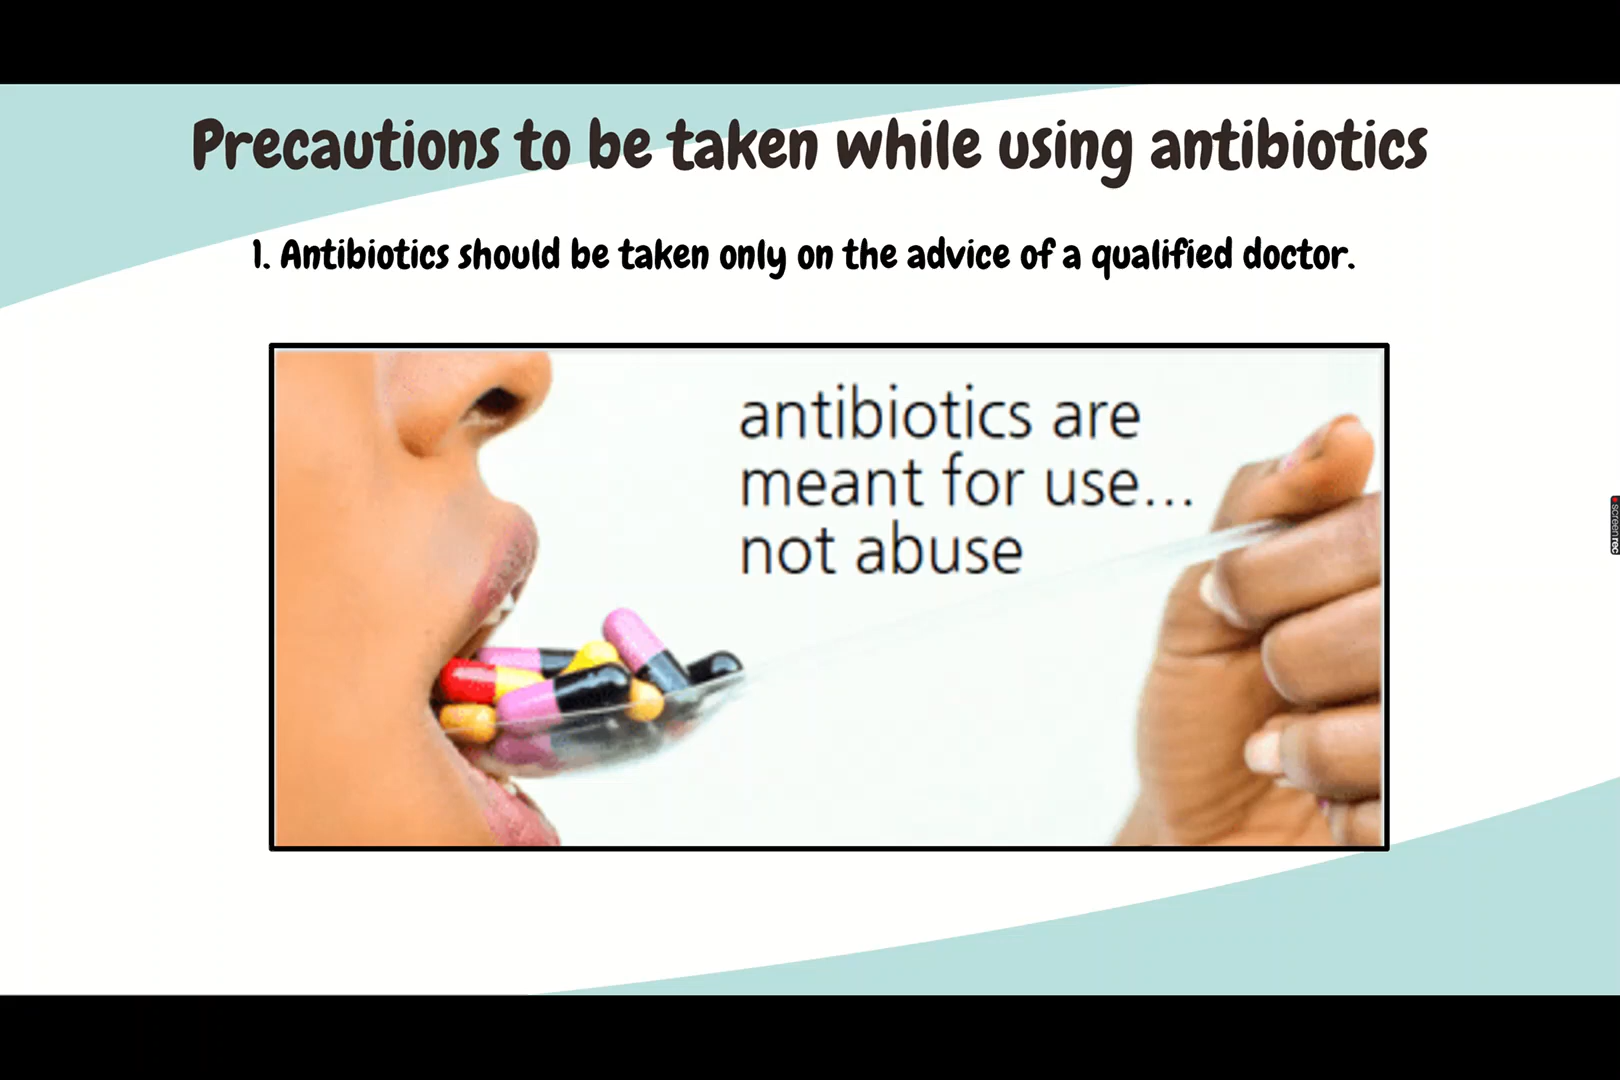 Precautions to be taken while using antibiotics
1. Antibiotics should be taken only on the advice of a qualified doctor.
antibiotics are
meant for use...
not abuse
screenrec